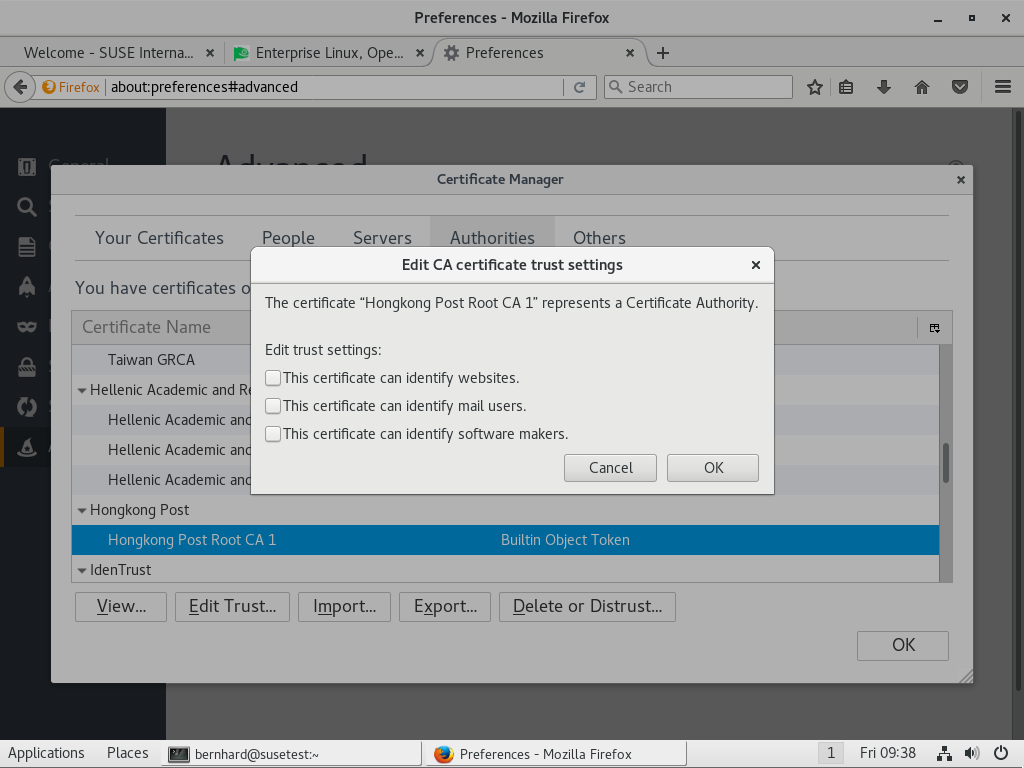 Preferences - Mozilla Firefox
Welcome - SUSE Interna...
Enterprise Linux, Ope...
Preferences
Firefox
about:preferences#advanced
Search
General
Advanced
Certificate Manager
Your Certificates
People
Servers
Authorities
Others
You have certificates o
Certificate Name
Taiwan GRCA
Hellenic Academic and Re
Hellenic Academic and
Hellenic Academic and
Hellenic Academic and
Hongkong Post
Hongkong Post Root CA 1 Builtin Object Token
IdenTrust
View...
Edit Trust...
Import...
Export...
Delete or Distrust...
OK
Edit CA certificate trust settings
The certificate “Hongkong Post Root CA 1” represents a Certificate Authority.
Edit trust settings:
This certificate can identify websites.
This certificate can identify mail users.
This certificate can identify software makers.
Cancel
OK
Applications
Places
bernhard@susetest:~
Preferences - Mozilla Firefox
1
Fri 09:38